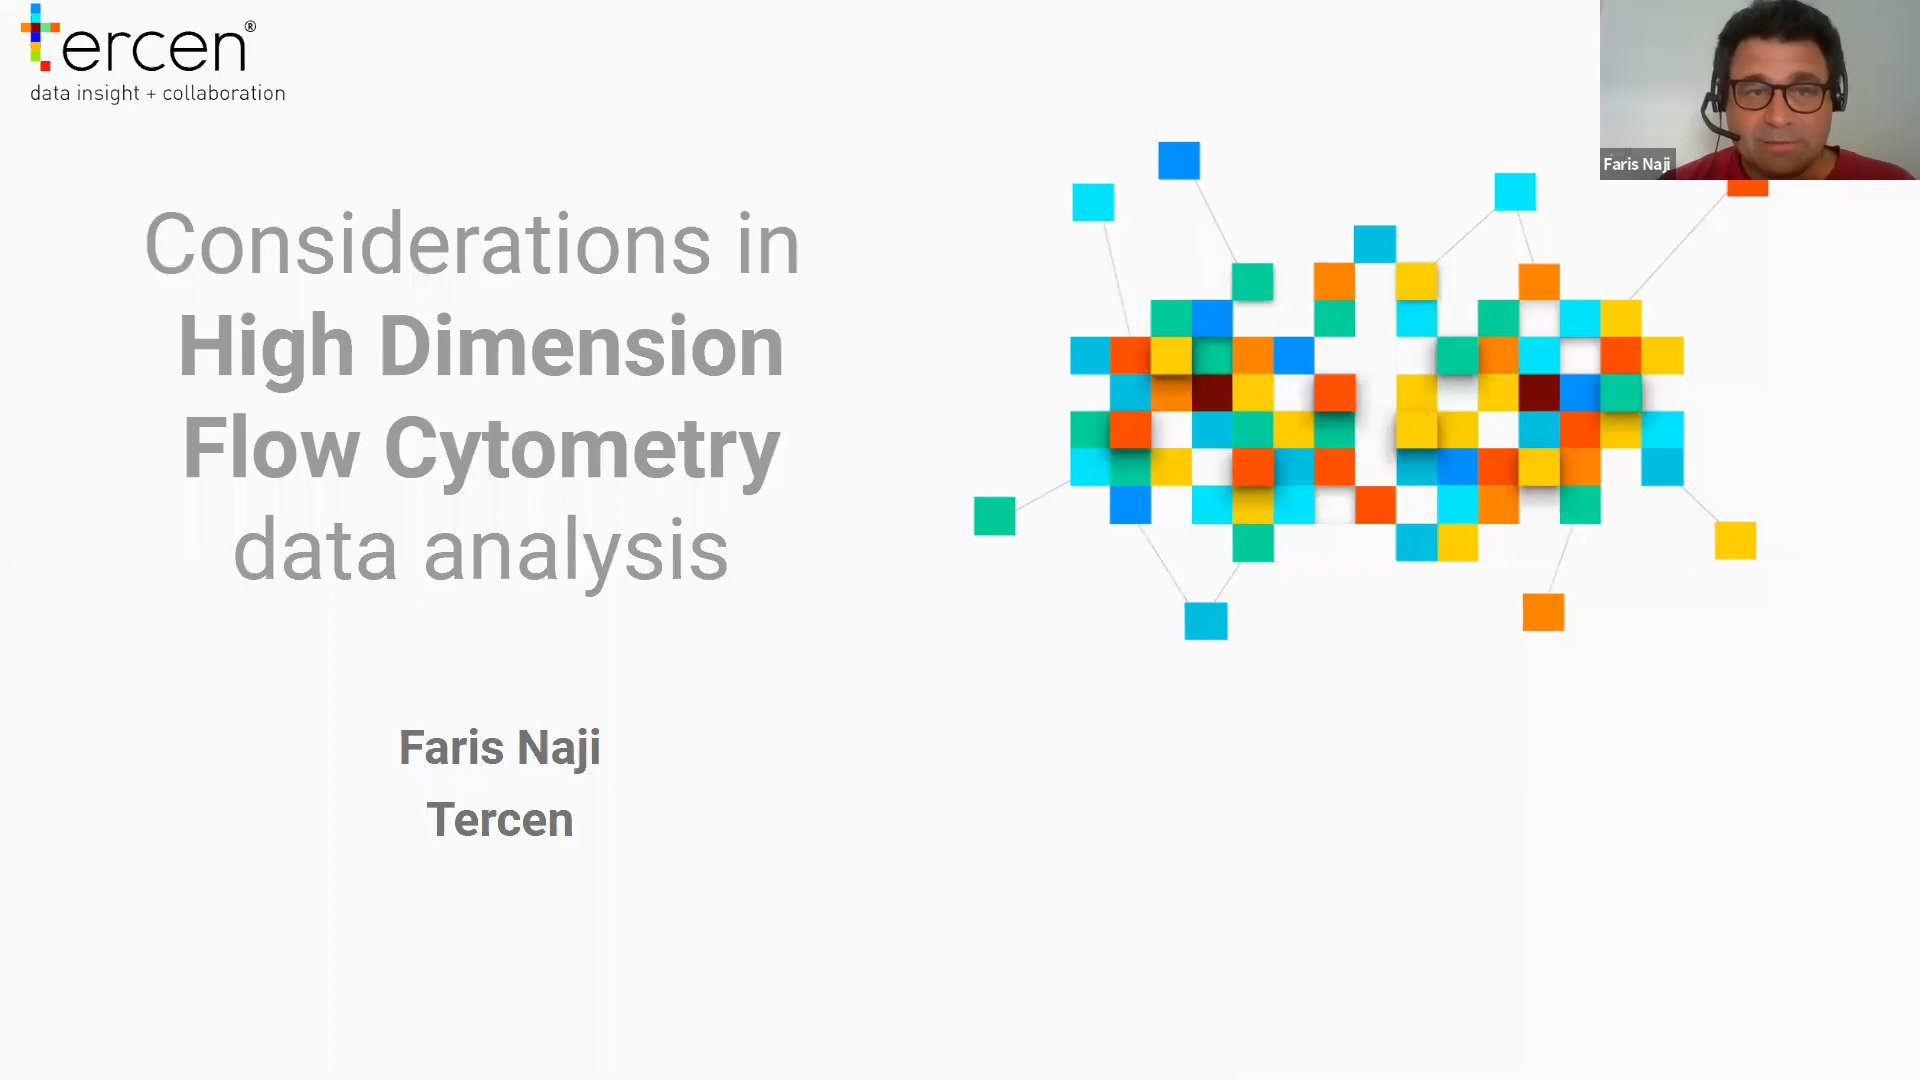 tercen®
data insight + collaboration
Faris Naji
Considerations in
High Dimension
Flow Cytometry
data analysis
Faris Naji
Tercen